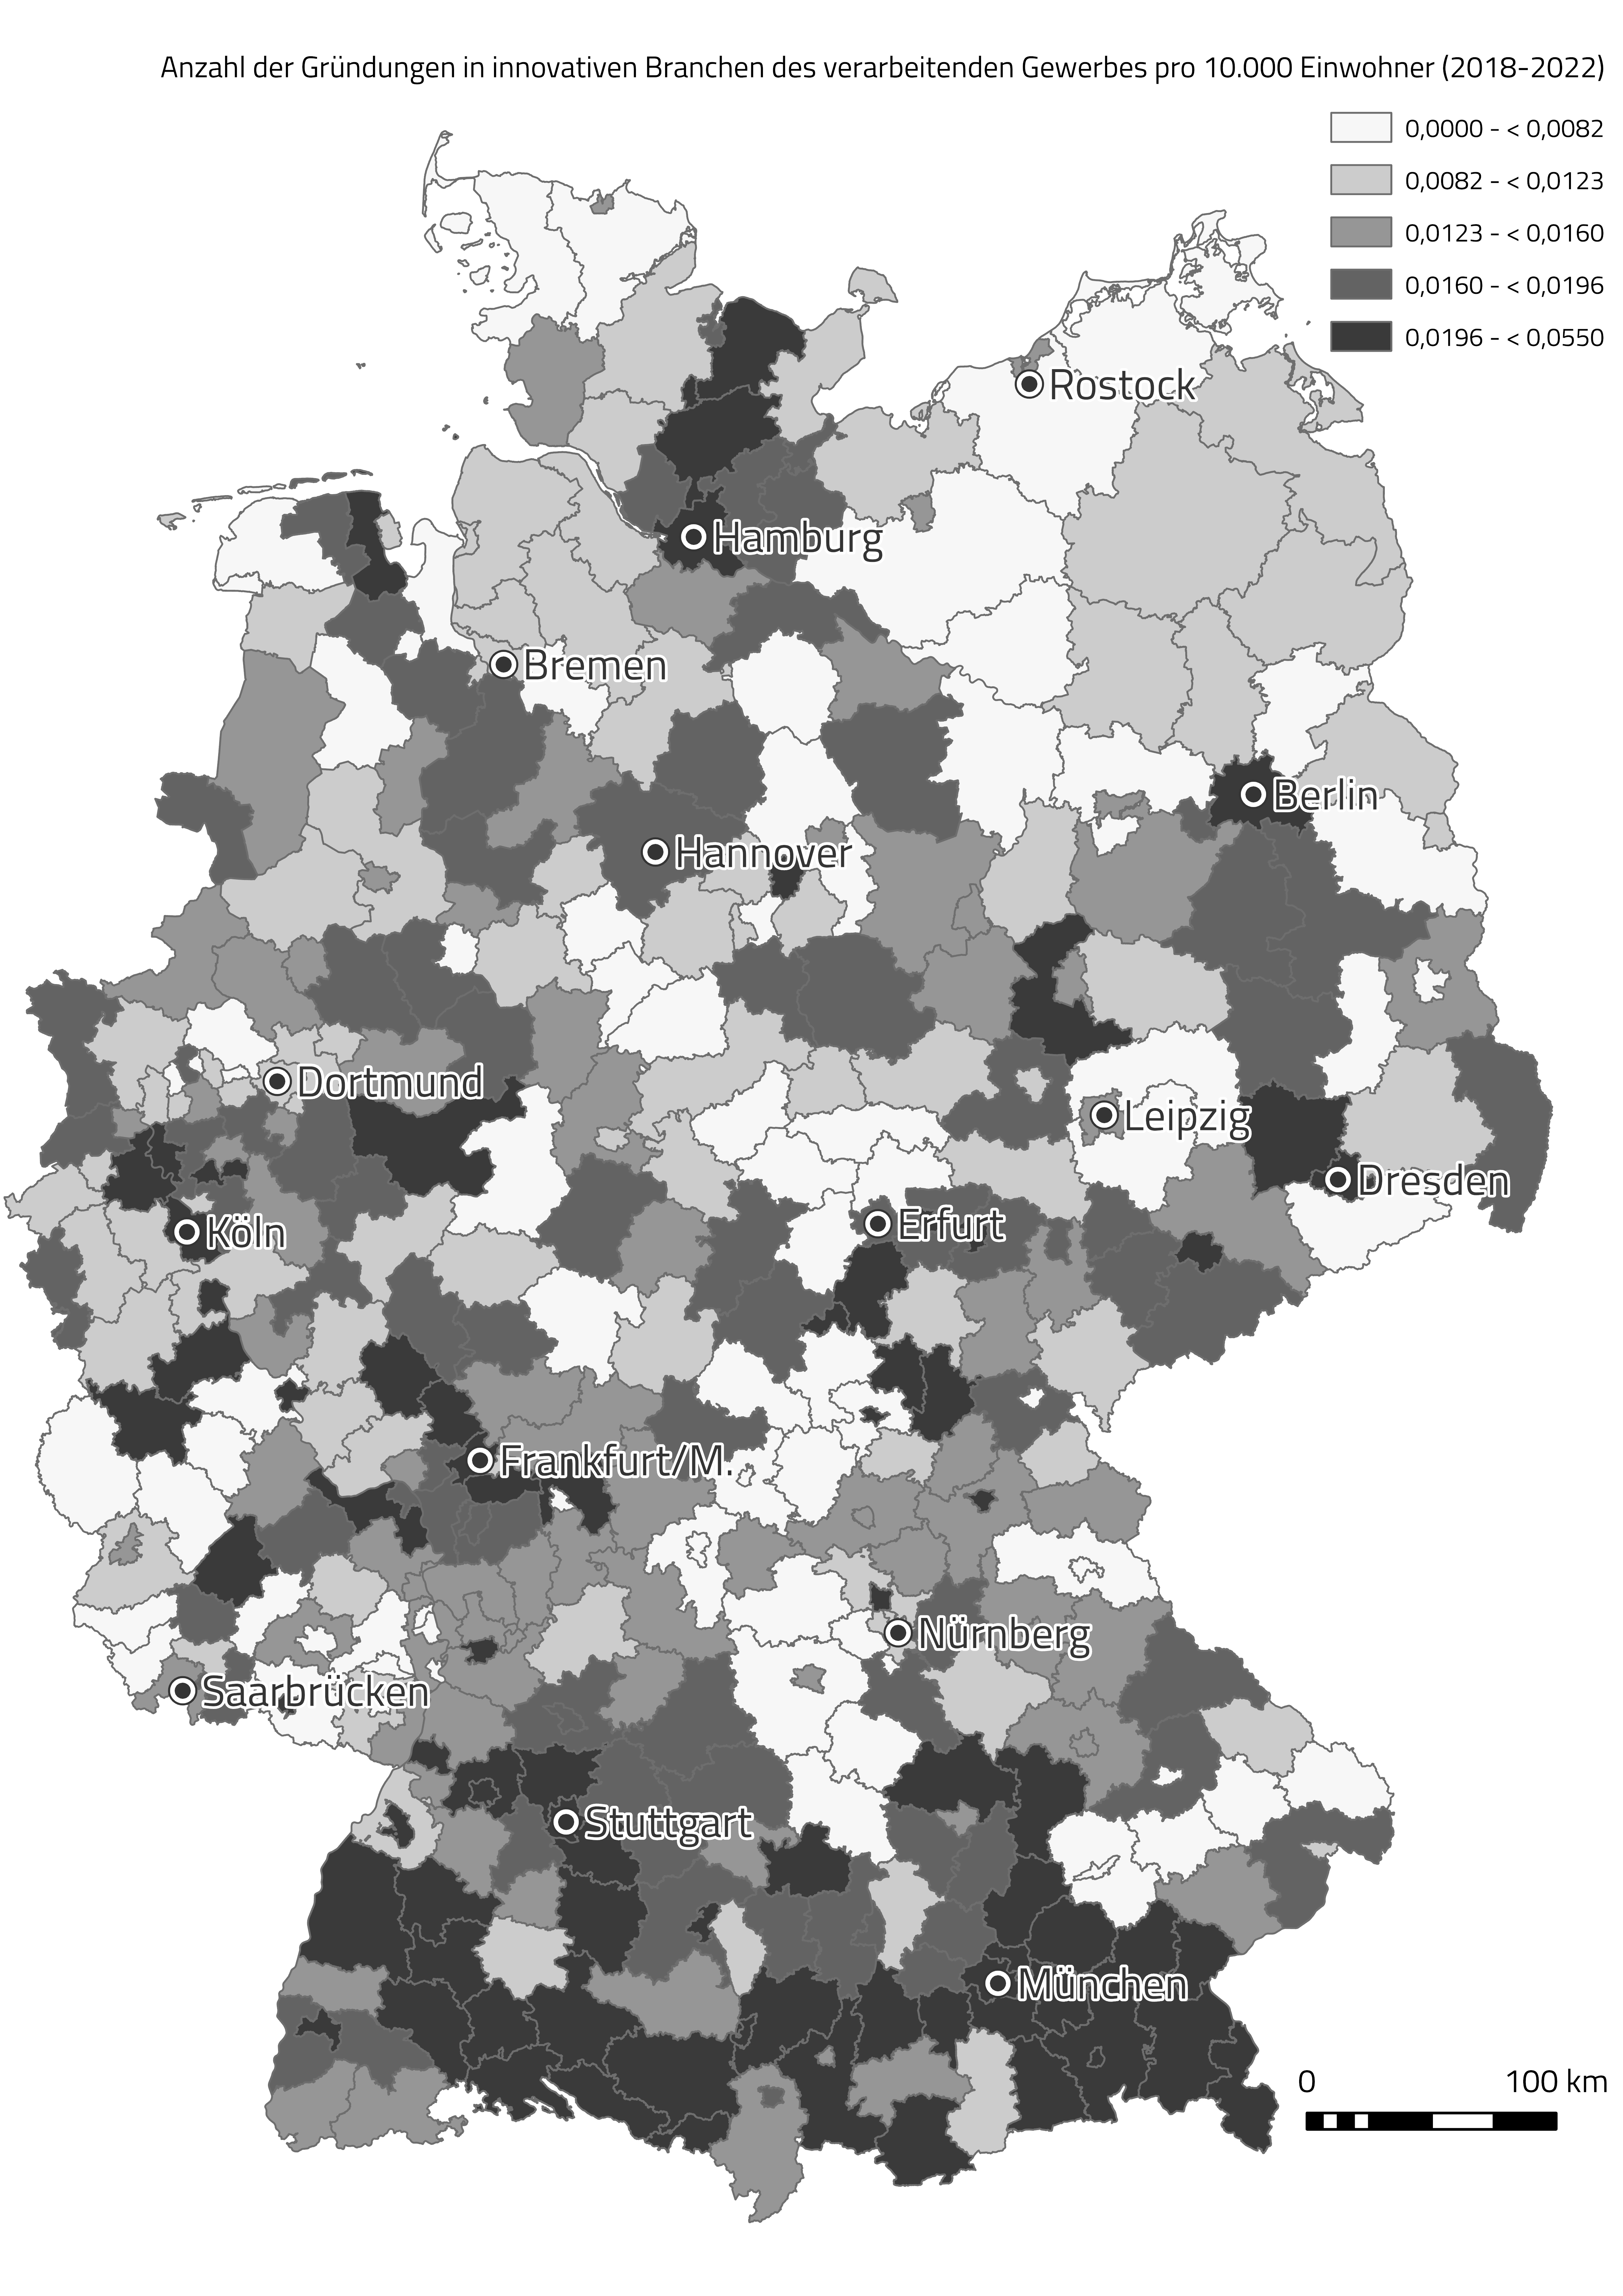 Anzahl der Gründungen in innovativen Branchen des verarbeitenden Gewerbes pro 10.000 Einwohner (2018-2022)
0,0000 - < 0,0082
0,0082 - < 0,0123
0,0123 - < 0,0160
0,0160 - < 0,0196
0,0196 - < 0,0550
Rostock
Hamburg
Bremen
Berlin
Hannover
Dortmund
Leipzig
Dresden
Köln
Erfurt
Frankfurt/M.
Nürnberg
Saarbrücken
Stuttgart
München
0 100 km